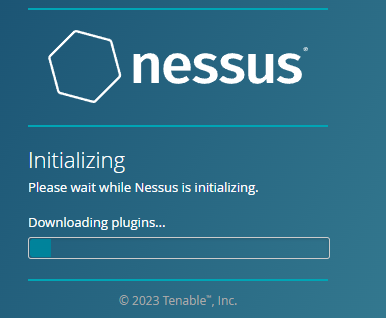 nessus®
Initializing
Please wait while Nessus is initializing.
Downloading plugins...
© 2023 Tenable™, Inc.